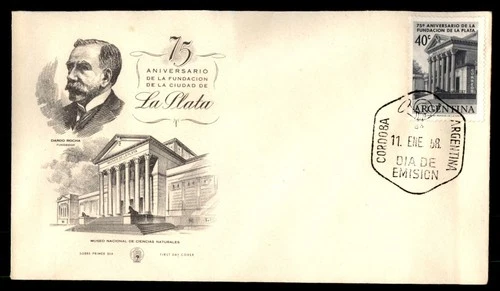 75
ANIVERSARIO
DE LA FUNDACION
DE LA CIUDAD DE
La Plata
DARDO ROCHA
FUNDADOR
MUSEO NACIONAL DE CIENCIAS NATURALES
SOBRE PRIMER DIA
FIRST DAY COVER
75º ANIVERSARIO DE LA
FUNDACION DE LA PLATA
40c
ARGENTINA
CORDOBA
ARGENTINA
11. ENE 58.
DIA DE
EMISION